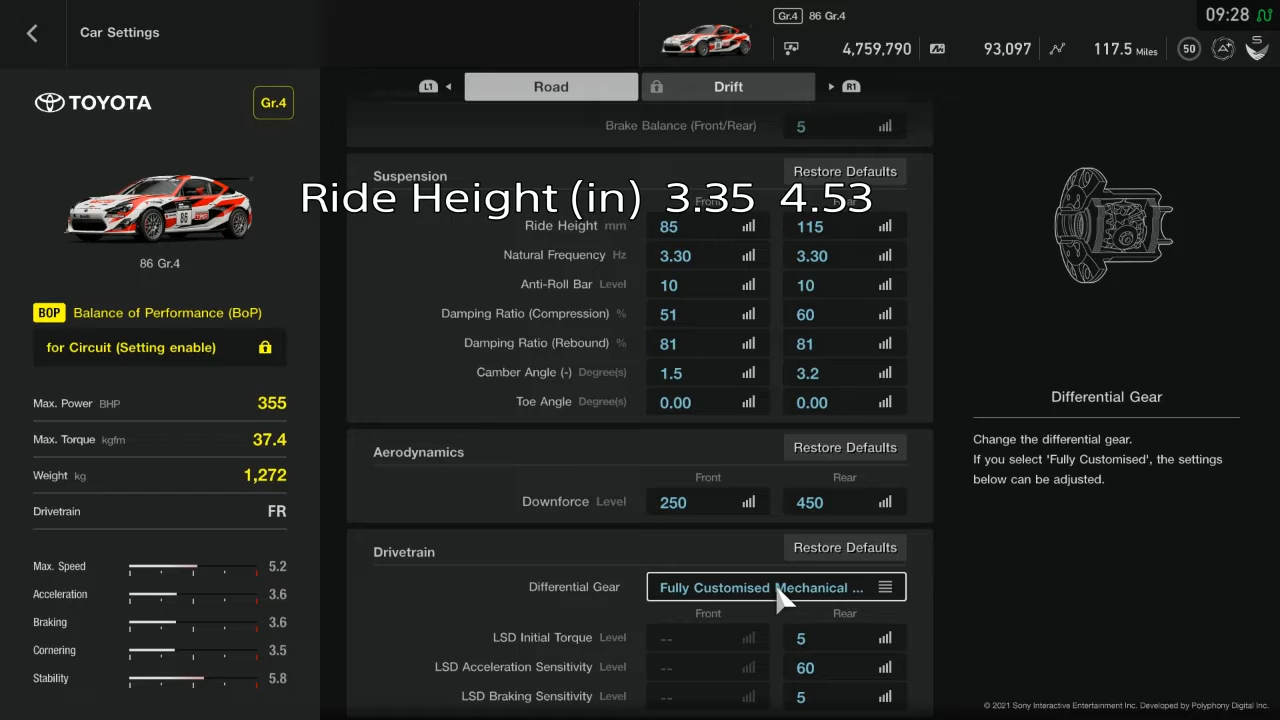 09:28
Car Settings
Gr.4 86 Gr.4
4,759,790 93,097 117.5 Miles 50 A+ S
TOYOTA Gr.4
L1 Road Drift R1
Brake Balance (Front/Rear) 5
Suspension Restore Defaults
Ride Height (in) 3.35 4.53
Front Rear
Ride Height mm 85 115
Natural Frequency Hz 3.30 3.30
Anti-Roll Bar Level 10 10
Damping Ratio (Compression) % 51 60
Damping Ratio (Rebound) % 81 81
Camber Angle (-) Degree(s) 1.5 3.2
Toe Angle Degree(s) 0.00 0.00
Aerodynamics Restore Defaults
Front Rear
Downforce Level 250 450
Drivetrain Restore Defaults
Differential Gear Fully Customised Mechanical ...
Front Rear
LSD Initial Torque Level -- 5
LSD Acceleration Sensitivity Level -- 60
LSD Braking Sensitivity Level -- 5
86
86 Gr.4
BOP Balance of Performance (BoP)
for Circuit (Setting enable)
Max. Power BHP 355
Max. Torque kgfm 37.4
Weight kg 1,272
Drivetrain FR
Max. Speed 5.2
Acceleration 3.6
Braking 3.6
Cornering 3.5
Stability 5.8
Differential Gear
Change the differential gear.
If you select 'Fully Customised', the settings
below can be adjusted.
© 2021 Sony Interactive Entertainment Inc. Developed by Polyphony Digital Inc.